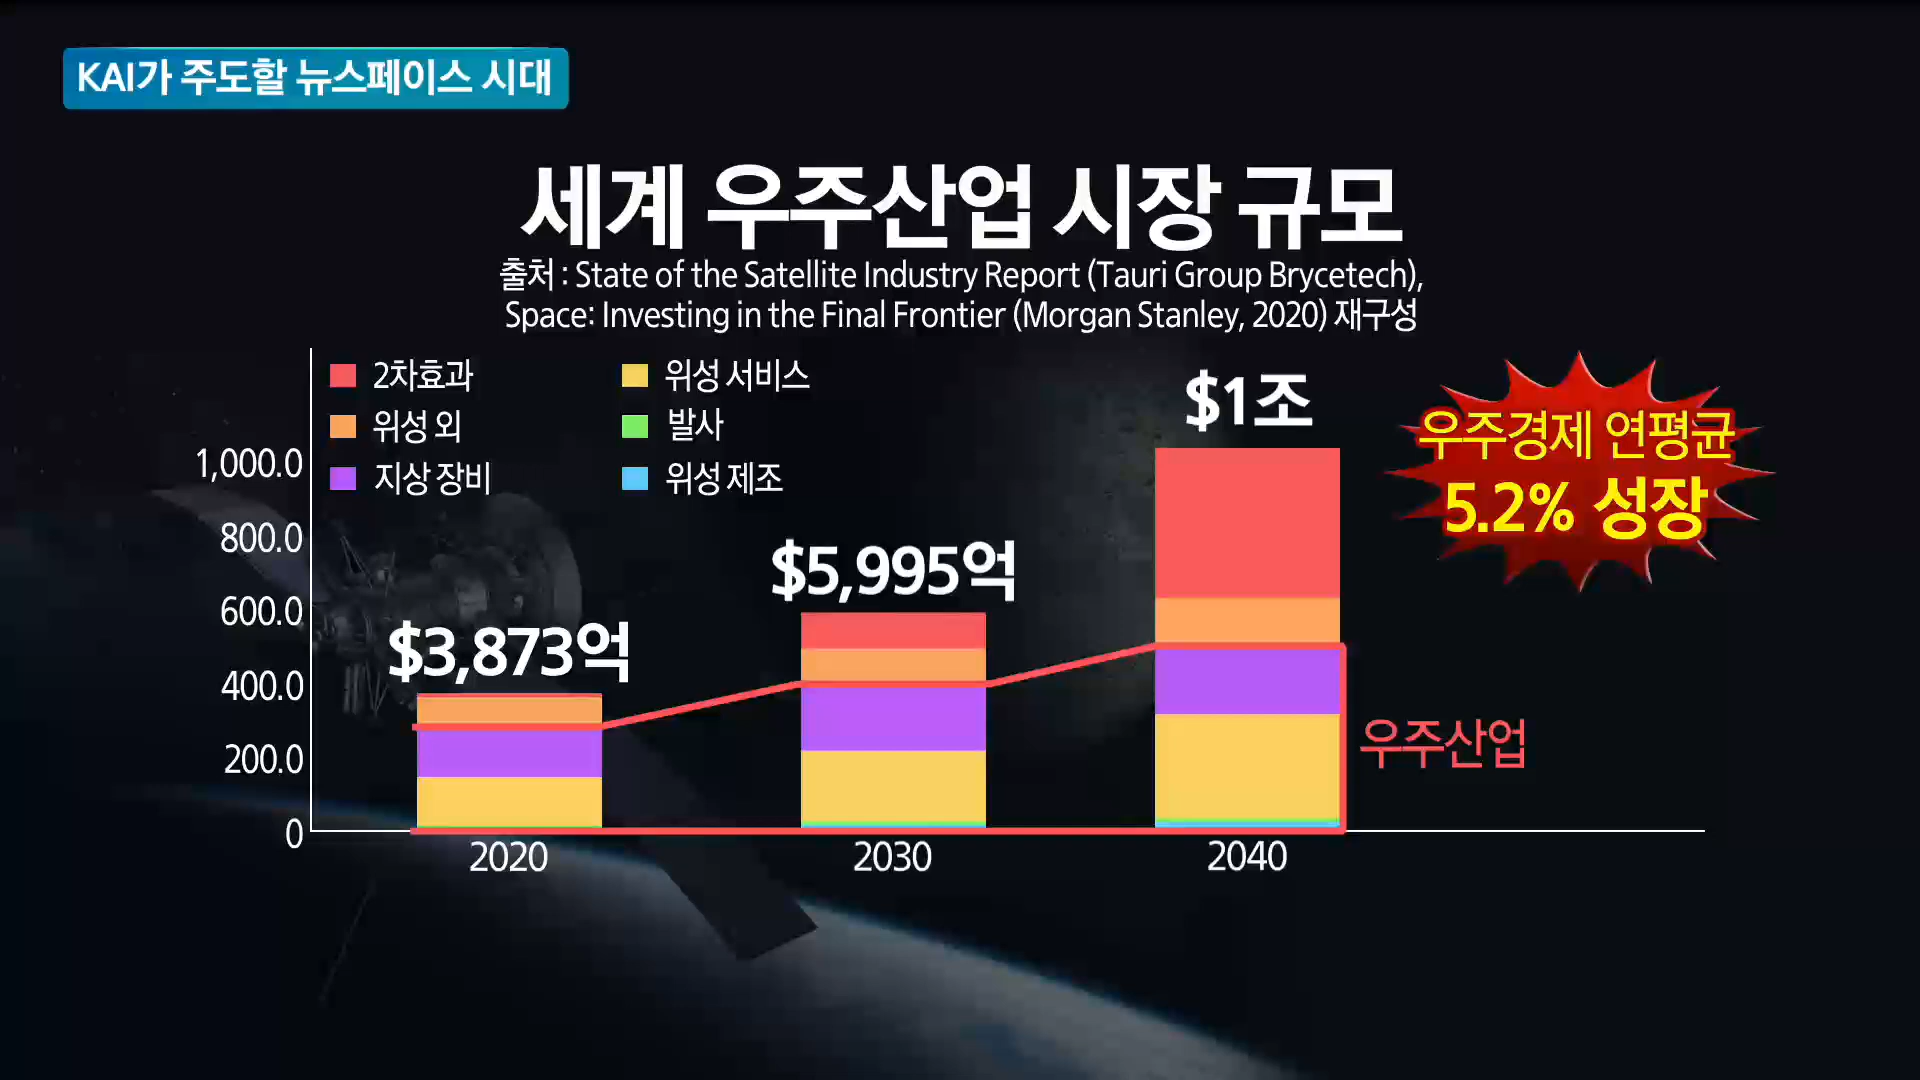 KAI가 주도할 뉴스페이스 시대
세계 우주산업 시장 규모
출처 : State of the Satellite Industry Report (Tauri Group Brycetech),
Space: Investing in the Final Frontier (Morgan Stanley, 2020) 재구성
2차효과
위성 서비스
위성 외
발사
지상 장비
위성 제조
1,000.0
800.0
600.0
400.0
200.0
0
$3,873억
$5,995억
$1조
우주경제 연평균
5.2% 성장
우주산업
2020
2030
2040